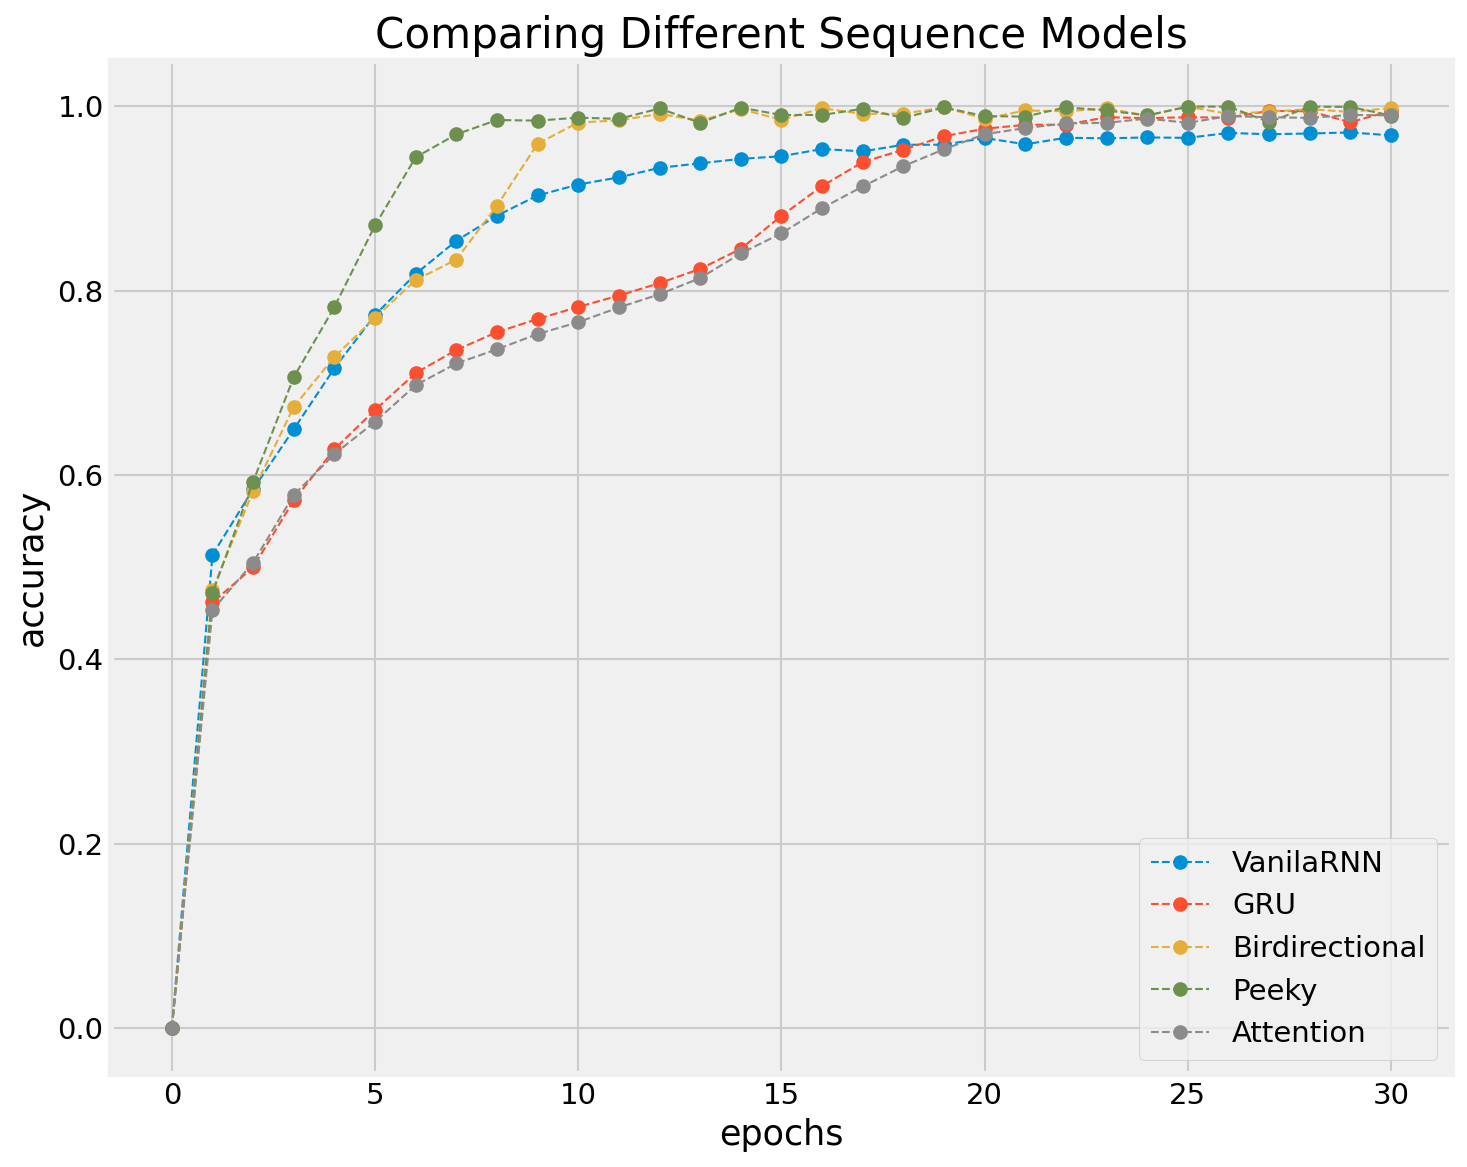 Comparing Different Sequence Models
1.0
0.8
0.6
0.4
0.2
0.0
accuracy
VanilaRNN
GRU
Birdirectional
Peeky
Attention
0 5 10 15 20 25 30
epochs